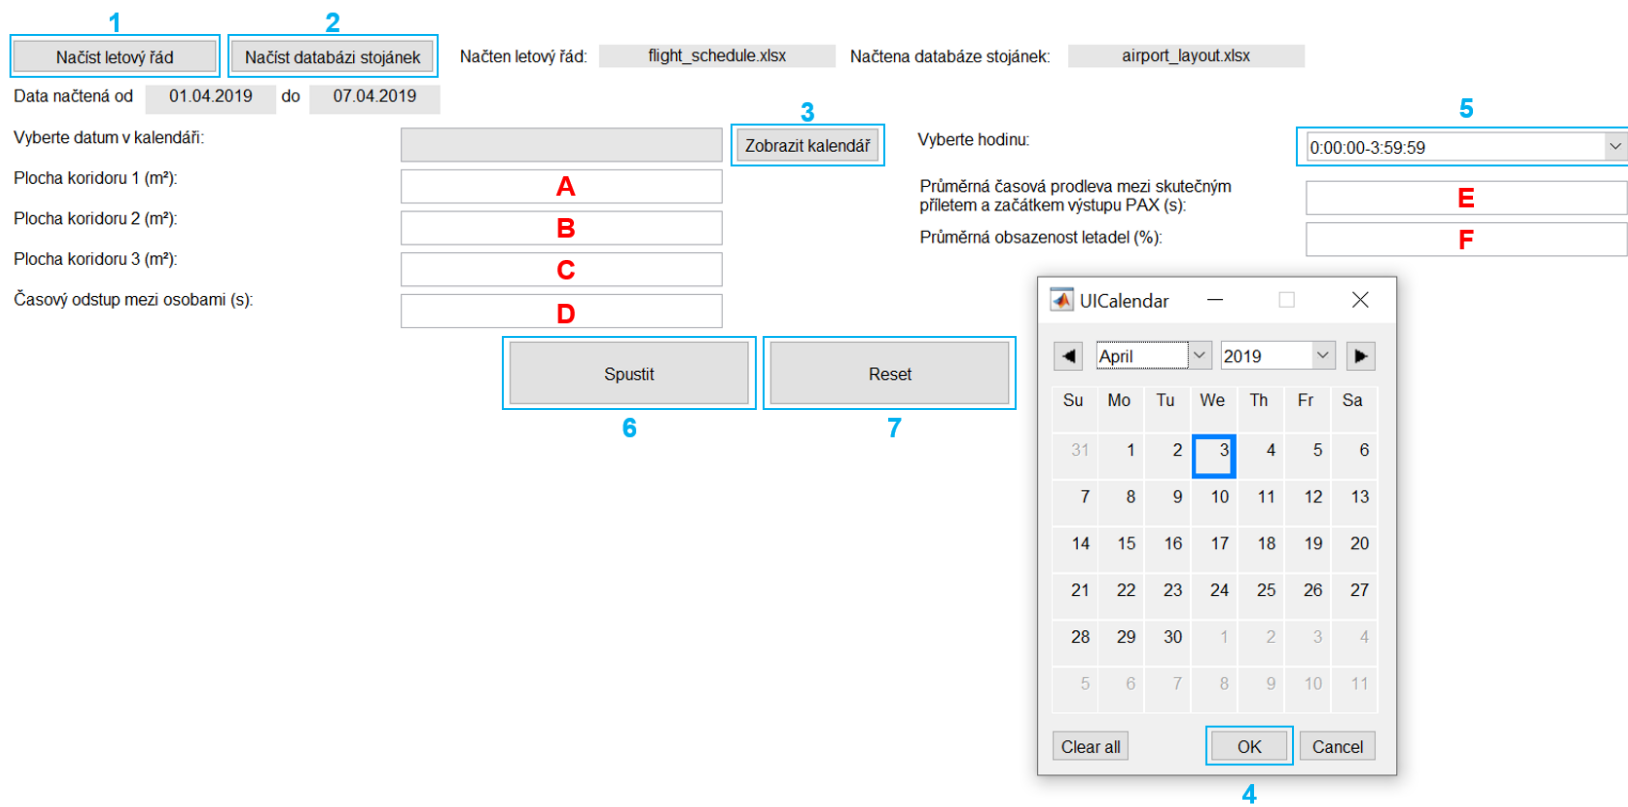 1 2
Načíst letový řád Načíst databázi stojánek Načten letový řád: flight_schedule.xlsx Načtena databáze stojánek: airport_layout.xlsx
Data načtená od 01.04.2019 do 07.04.2019
3 5
Vyberte datum v kalendáři: Zobrazit kalendář Vyberte hodinu: 0:00:00-3:59:59
Plocha koridoru 1 (m²): A
Průměrná časová prodleva mezi skutečným
příletem a začátkem výstupu PAX (s): E
Plocha koridoru 2 (m²): B
Průměrná obsazenost letadel (%): F
Plocha koridoru 3 (m²): C
Časový odstup mezi osobami (s): D
Spustit Reset
6 7
UICalendar
April 2019
Su Mo Tu We Th Fr Sa
31 1 2 3 4 5 6
7 8 9 10 11 12 13
14 15 16 17 18 19 20
21 22 23 24 25 26 27
28 29 30 1 2 3 4
5 6 7 8 9 10 11
Clear all OK Cancel
4